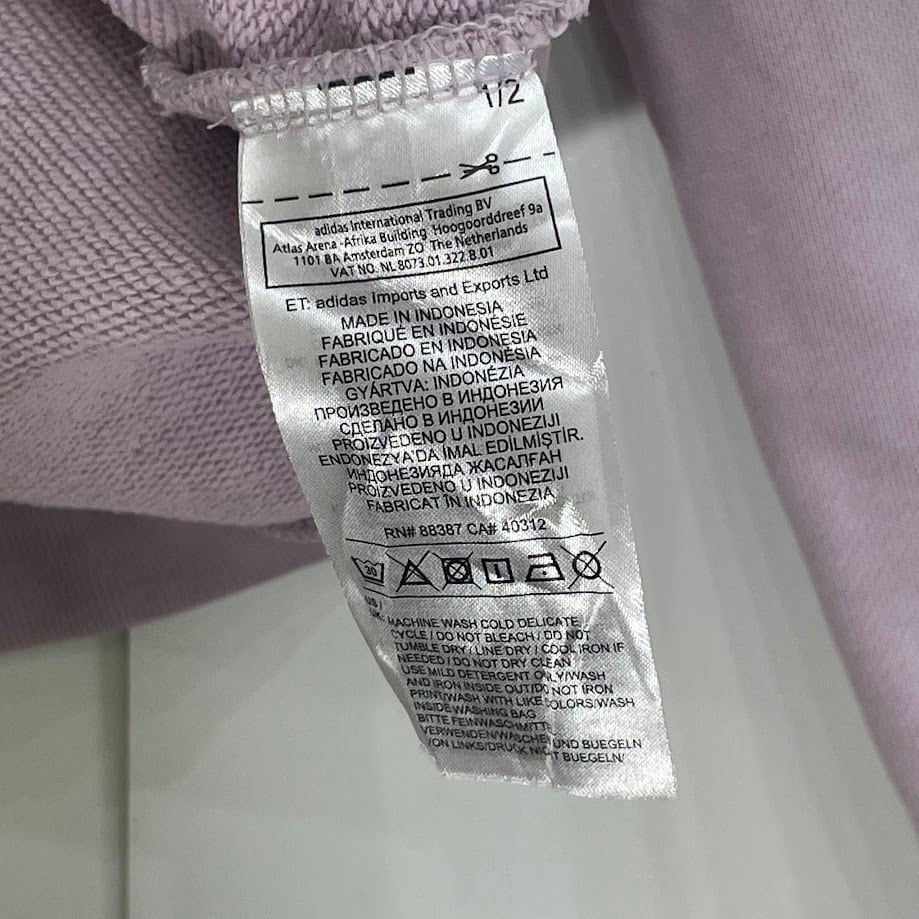 1/2
adidas International Trading BV
Atlas Arena -Afrika Building Hoogoorddreef 9a
1101 BA Amsterdam ZO The Netherlands
VAT NO. NL 8073.01.322.B.01
ET: adidas Imports and Exports Ltd
MADE IN INDONESIA
FABRIQUÉ EN INDONÉSIE
FABRICADO EN INDONESIA
FABRICADO NA INDONÉSIA
GYÁRTVA: INDONÉZIA
ПРОИЗВЕДЕНО В ИНДОНЕЗИЯ
СДЕЛАНО В ИНДОНЕЗИИ
PROIZVEDENO U INDONEZIJI
ENDONEZYA'DA İMAL EDİLMİŞTİR.
ИНДОНЕЗИЯДА ЖАСАЛҒАН
PROIZVEDENO U INDONEZIJI
FABRICAT ÎN INDONEZIA
RN# 88387 CA# 40312
30
US /
UK: MACHINE WASH COLD DELICATE
CYCLE / DO NOT BLEACH / DO NOT
TUMBLE DRY / LINE DRY / COOL IRON IF
NEEDED / DO NOT DRY CLEAN
USE MILD DETERGENT ONLY/WASH
AND IRON INSIDE OUT/DO NOT IRON
PRINT/WASH WITH LIKE COLORS/WASH
INSIDE WASHING BAG
BITTE FEINWASCHMITTEL
VERWENDEN/WASCHEN UND BUEGELN
VON LINKS/DRUCK NICHT BUEGELN/